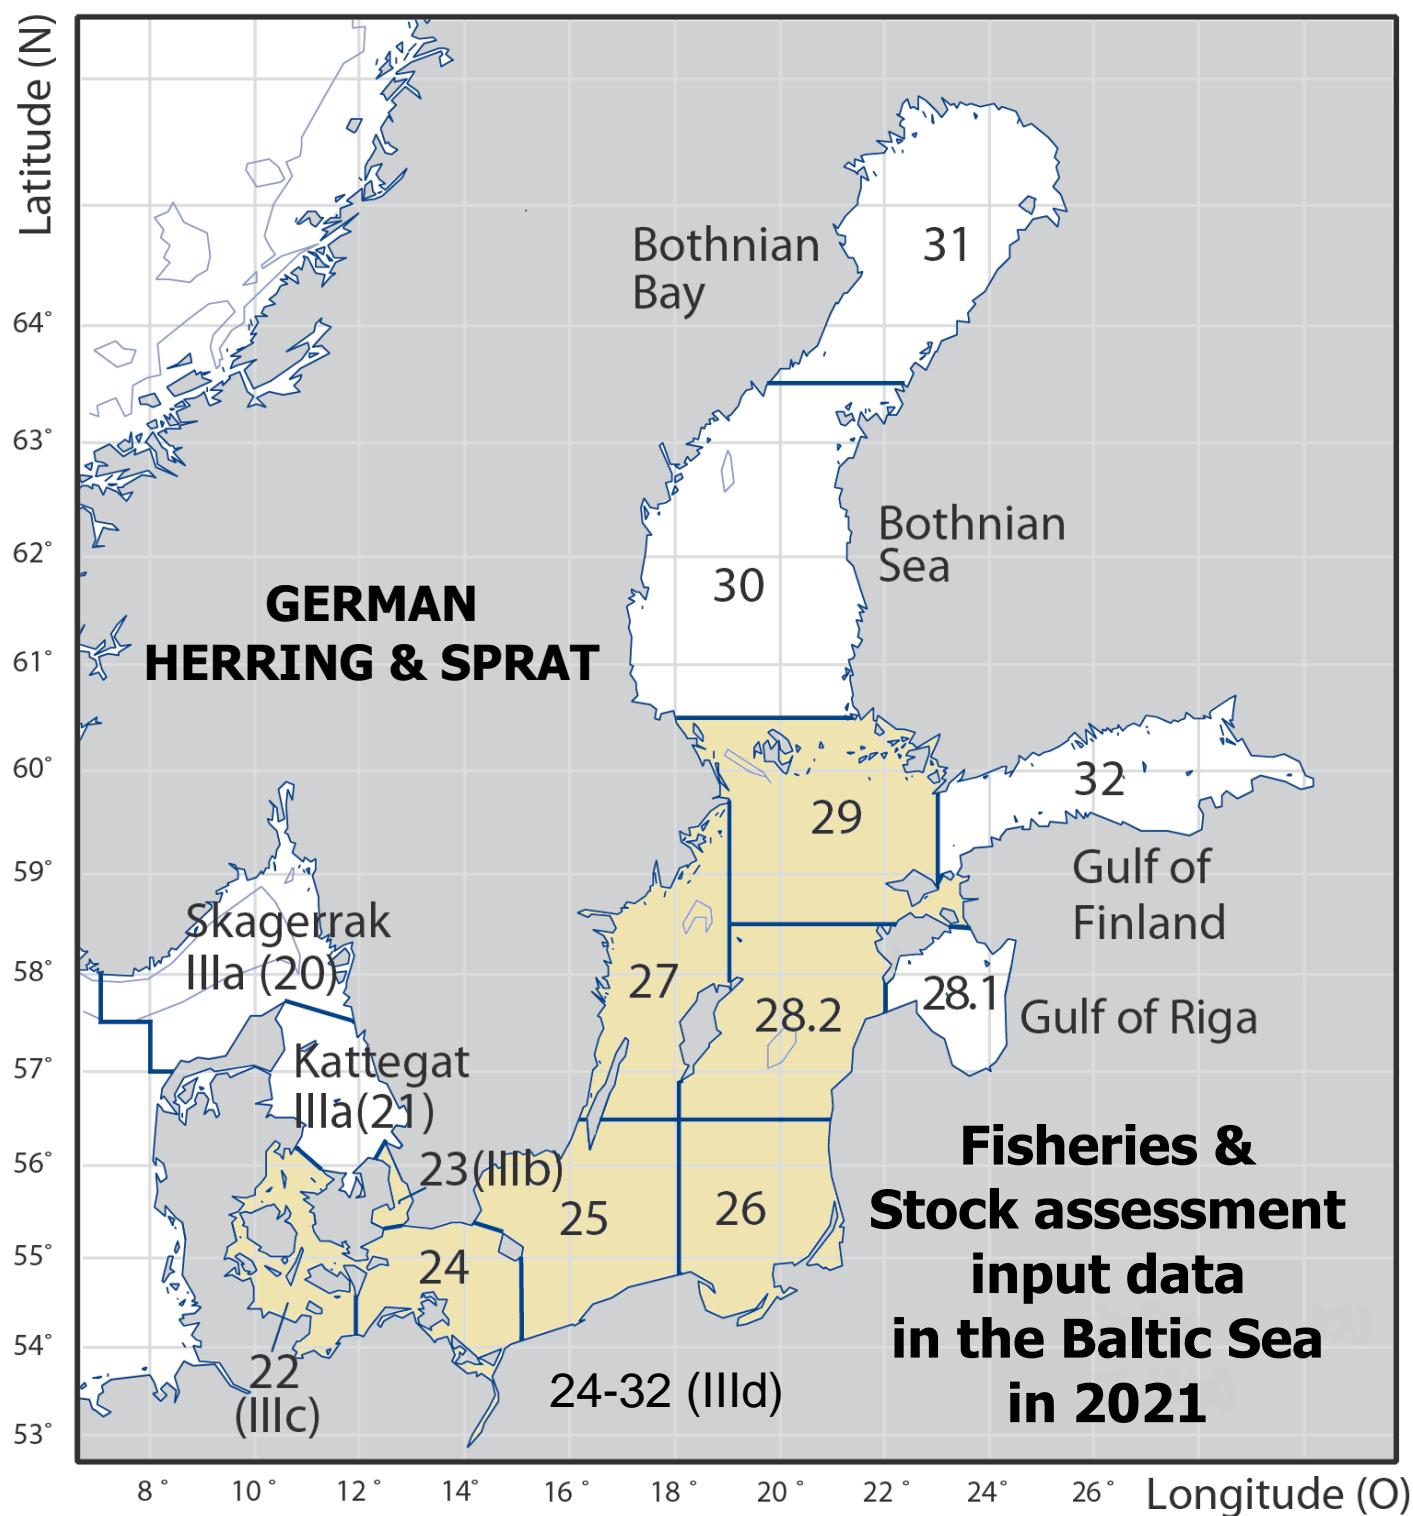 Latitude (N)
64°
63°
62°
61°
60°
59°
58°
57°
56°
55°
54°
53°
Bothnian
Bay
31
Bothnian
Sea
30
GERMAN
HERRING & SPRAT
29
32
Gulf of
Finland
Skagerrak
IIIa (20)
27
28.2
28.1
Gulf of Riga
Kattegat
IIIa(21)
23(IIIb)
25
26
24
22
(IIIc)
24-32 (IIId)
Fisheries &
Stock assessment
input data
in the Baltic Sea
in 2021
8° 10° 12° 14° 16° 18° 20° 22° 24° 26° Longitude (O)